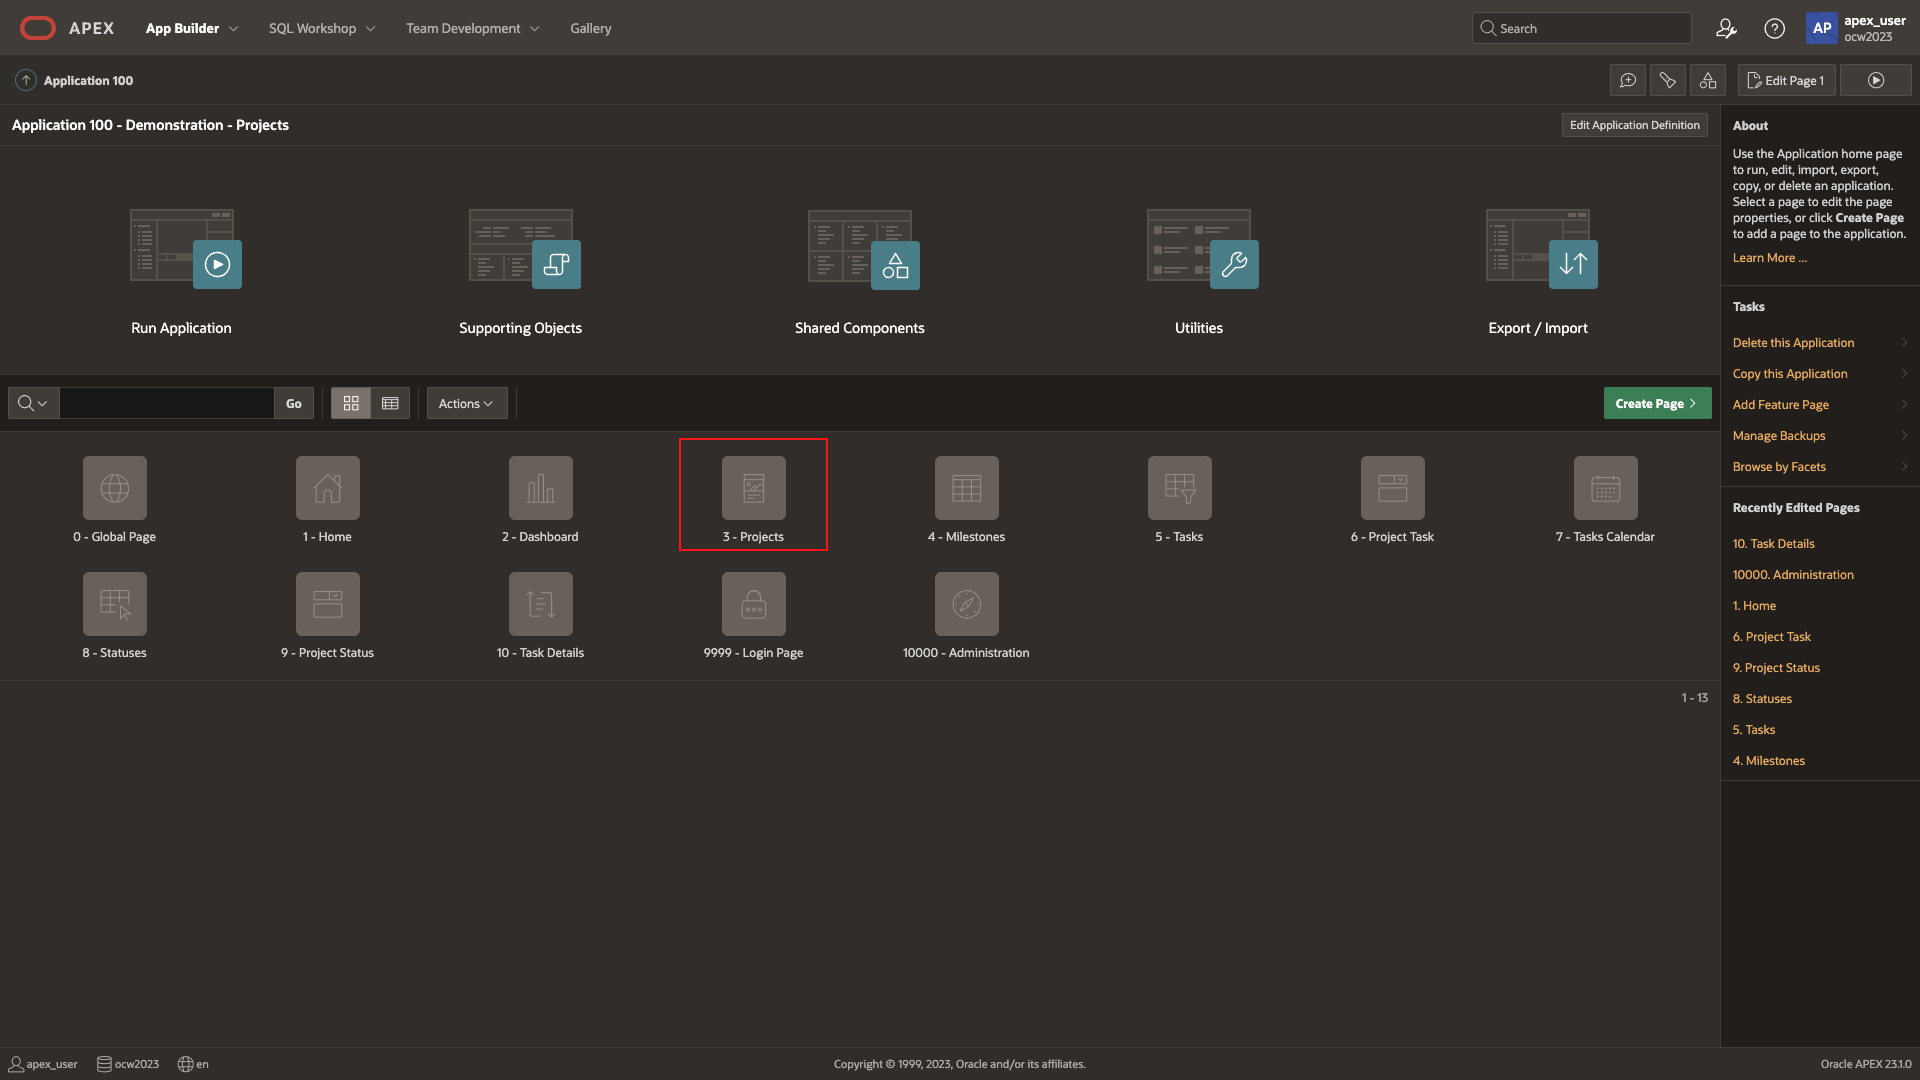 APEX
App Builder
SQL Workshop
Team Development
Gallery
Search
AP
apex_user
ocw2023
Application 100
Edit Page 1
Application 100 - Demonstration - Projects
Edit Application Definition
Run Application
Supporting Objects
Shared Components
Utilities
Export / Import
Go
Actions
Create Page
0 - Global Page
1 - Home
2 - Dashboard
3 - Projects
4 - Milestones
5 - Tasks
6 - Project Task
7 - Tasks Calendar
8 - Statuses
9 - Project Status
10 - Task Details
9999 - Login Page
10000 - Administration
1 - 13
About
Use the Application home page
to run, edit, import, export,
copy, or delete an application.
Select a page to edit the page
properties, or click Create Page
to add a page to the application.
Learn More ...
Tasks
Delete this Application
Copy this Application
Add Feature Page
Manage Backups
Browse by Facets
Recently Edited Pages
10. Task Details
10000. Administration
1. Home
6. Project Task
9. Project Status
8. Statuses
5. Tasks
4. Milestones
apex_user
ocw2023
en
Copyright © 1999, 2023, Oracle and/or its affiliates.
Oracle APEX 23.1.0